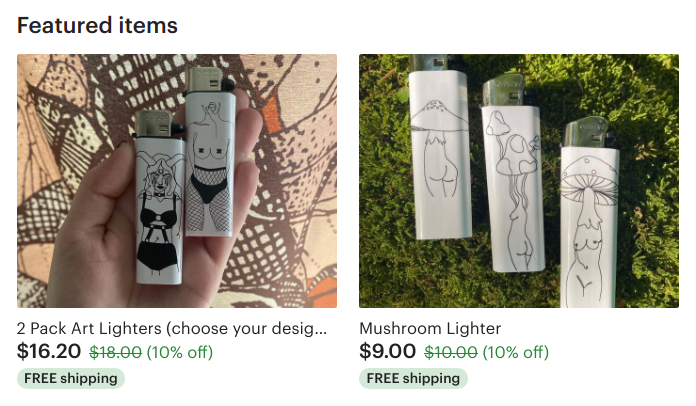 Featured items
2 Pack Art Lighters (choose your desig...
$16.20 $18.00 (10% off)
FREE shipping
Mushroom Lighter
$9.00 $10.00 (10% off)
FREE shipping